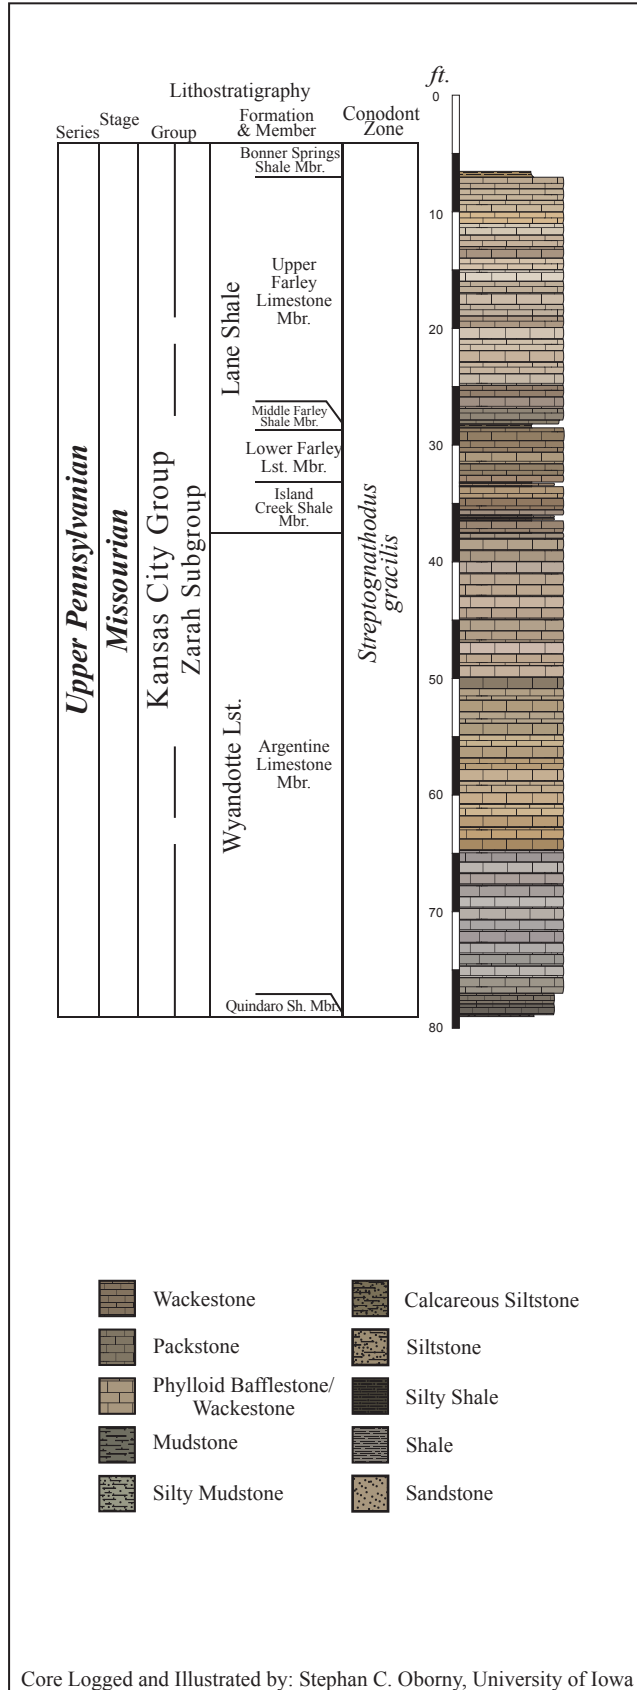 Lithostratigraphy
Series
Stage
Group
Formation
& Member
Conodont
Zone
ft.
Upper Pennsylvanian
Missourian
Kansas City Group
Zarah Subgroup
Lane Shale
Wyandotte Lst.
Bonner Springs
Shale Mbr.
Upper
Farley
Limestone
Mbr.
Middle Farley
Shale Mbr.
Lower Farley
Lst. Mbr.
Island
Creek Shale
Mbr.
Argentine
Limestone
Mbr.
Quindaro Sh. Mbr.
Streptognathodus
gracilis
0
10
20
30
40
50
60
70
80
Wackestone
Packstone
Phylloid Bafflestone/
Wackestone
Mudstone
Silty Mudstone
Calcareous Siltstone
Siltstone
Silty Shale
Shale
Sandstone
Core Logged and Illustrated by: Stephan C. Oborny, University of Iowa